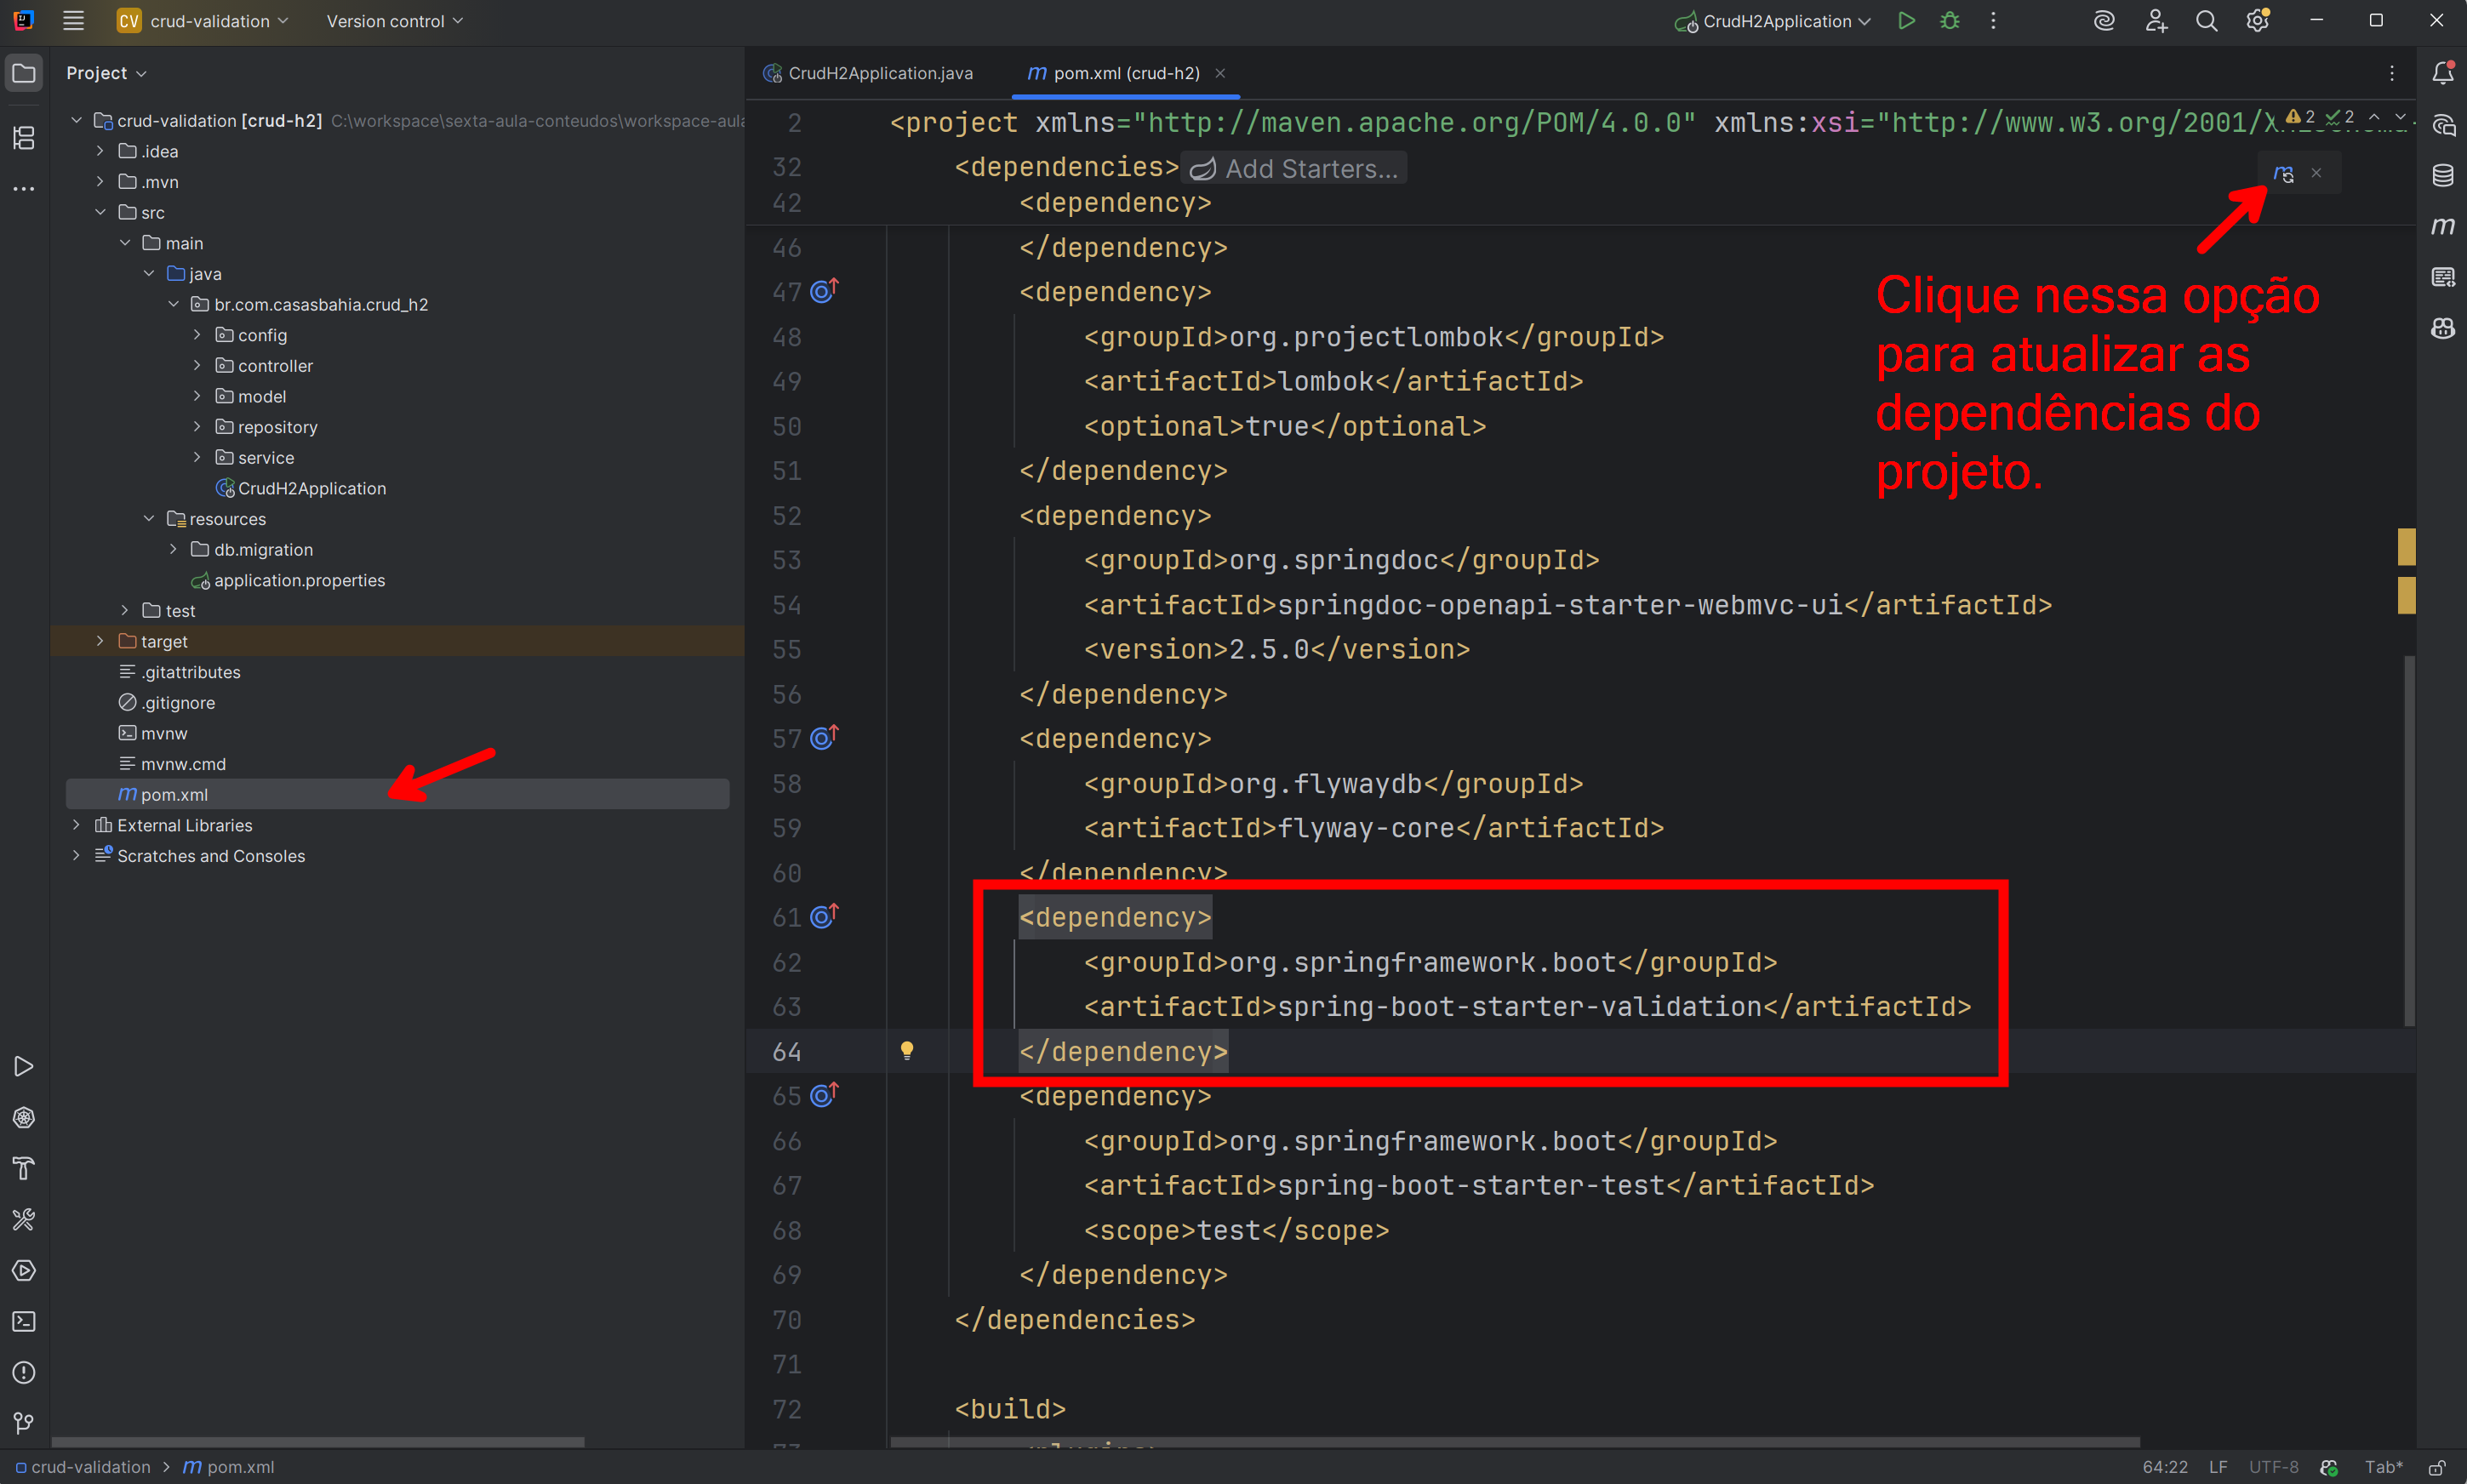 CV crud-validation Version control CrudH2Application
Project
CrudH2Application.java
m pom.xml (crud-h2)
crud-validation [crud-h2] C:\workspace\sexta-aula-conteudos\workspace-aula
.idea
.mvn
src
main
java
br.com.casasbahia.crud_h2
config
controller
model
repository
service
CrudH2Application
resources
db.migration
application.properties
test
target
.gitattributes
.gitignore
mvnw
mvnw.cmd
m pom.xml
External Libraries
Scratches and Consoles
2 <project xmlns="http://maven.apache.org/POM/4.0.0" xmlns:xsi="http://www.w3.org/2001/
2 2
32 <dependencies> Add Starters...
42 <dependency>
46 </dependency>
47 <dependency>
48 <groupId>org.projectlombok</groupId>
49 <artifactId>lombok</artifactId>
50 <optional>true</optional>
51 </dependency>
52 <dependency>
53 <groupId>org.springdoc</groupId>
54 <artifactId>springdoc-openapi-starter-webmvc-ui</artifactId>
55 <version>2.5.0</version>
56 </dependency>
57 <dependency>
58 <groupId>org.flywaydb</groupId>
59 <artifactId>flyway-core</artifactId>
60 </dependency>
61 <dependency>
62 <groupId>org.springframework.boot</groupId>
63 <artifactId>spring-boot-starter-validation</artifactId>
64 </dependency>
65 <dependency>
66 <groupId>org.springframework.boot</groupId>
67 <artifactId>spring-boot-starter-test</artifactId>
68 <scope>test</scope>
69 </dependency>
70 </dependencies>
71
72 <build>
Clique nessa opção
para atualizar as
dependências do
projeto.
crud-validation > m pom.xml
64:22 LF UTF-8 Tab*